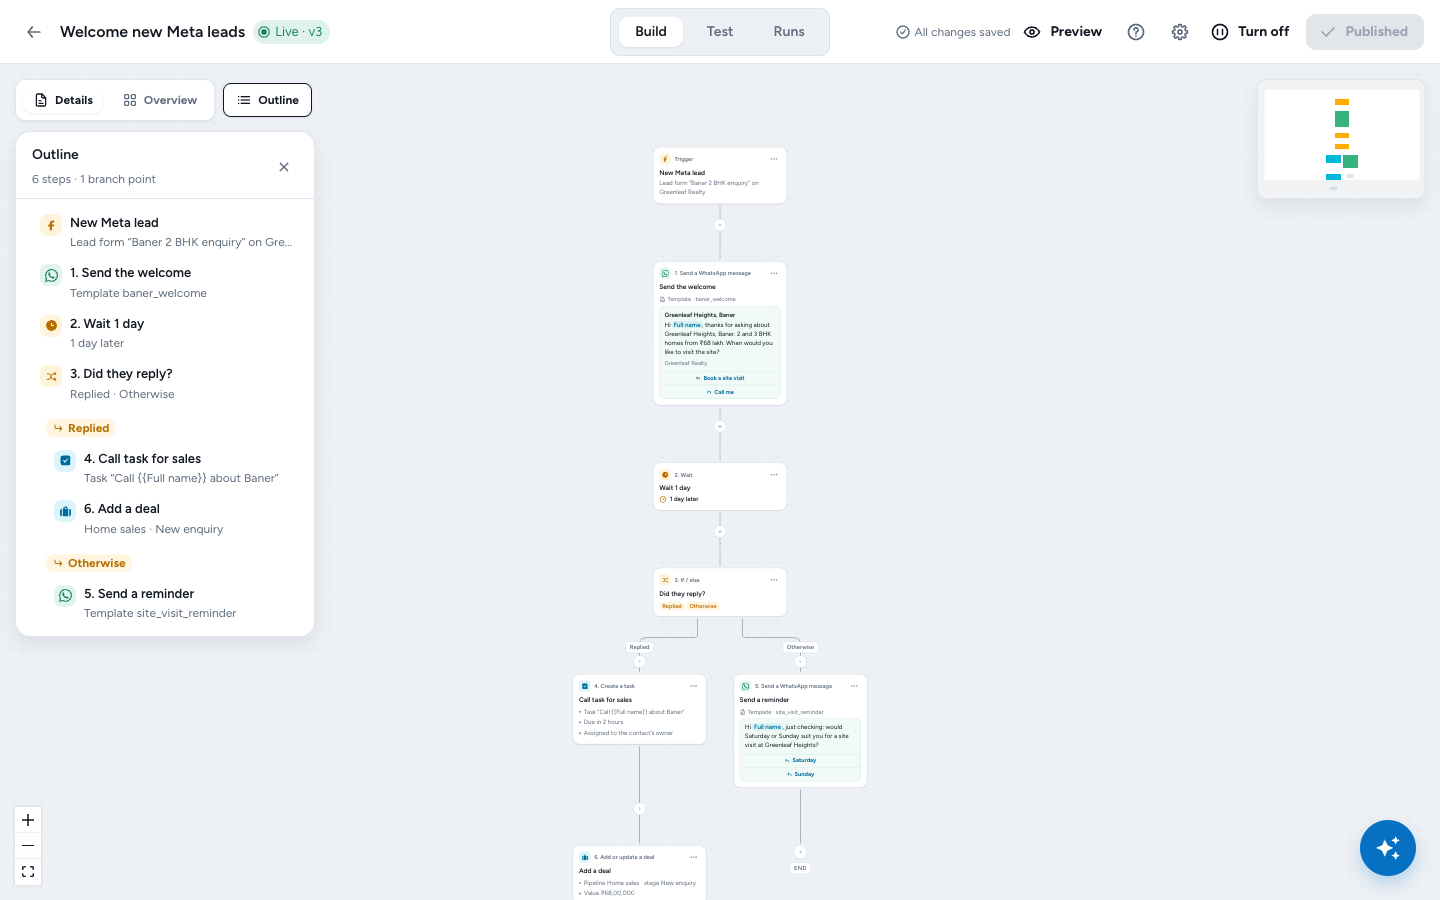 Welcome new Meta leads
Live · v3
Build
Test
Runs
All changes saved
Preview
Turn off
Published
Details
Overview
Outline
Outline
6 steps · 1 branch point
New Meta lead
Lead form "Baner 2 BHK enquiry" on Gre...
1. Send the welcome
Template baner_welcome
2. Wait 1 day
1 day later
3. Did they reply?
Replied · Otherwise
Replied
4. Call task for sales
Task "Call {{Full name}} about Baner"
6. Add a deal
Home sales · New enquiry
Otherwise
5. Send a reminder
Template site_visit_reminder
Trigger
New Meta lead
Lead form "Baner 2 BHK enquiry" on
Greenleaf Realty
1. Send a WhatsApp message
Send the welcome
Template · baner_welcome
Greenleaf Heights, Baner
Hi Full name, thanks for asking about
Greenleaf Heights, Baner. 2 and 3 BHK
homes from ₹68 lakh. When would you
like to visit the site?
Greenleaf Realty
Book a site visit
Call me
2. Wait
Wait 1 day
1 day later
3. If / else
Did they reply?
Replied
Otherwise
Replied
Otherwise
4. Create a task
Call task for sales
• Task "Call {{Full name}} about Baner"
• Due in 2 hours
• Assigned to the contact's owner
5. Send a WhatsApp message
Send a reminder
Template · site_visit_reminder
Hi Full name, just checking: would
Saturday or Sunday suit you for a site
visit at Greenleaf Heights?
Saturday
Sunday
6. Add or update a deal
Add a deal
• Pipeline Home sales · stage New enquiry
• Value ₹68,00,000
END